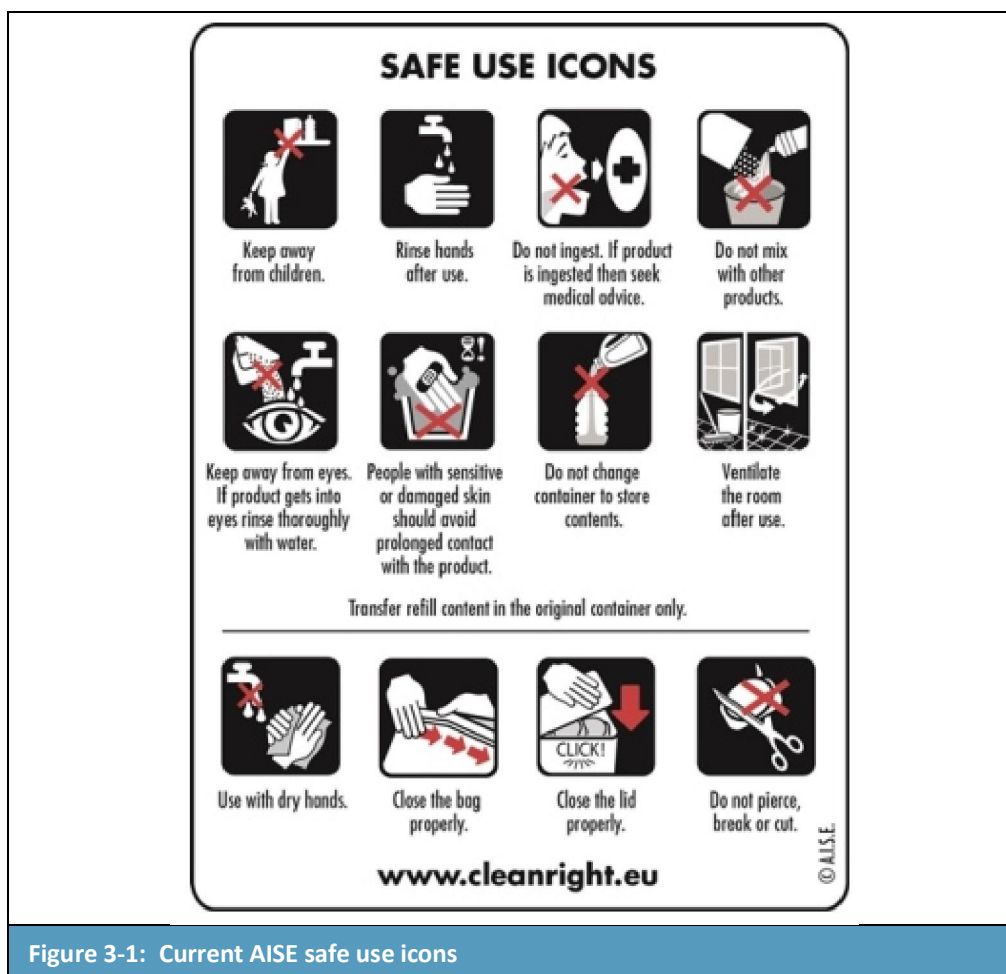 SAFE USE ICONS
Keep away
from children.
Rinse hands
after use.
Do not ingest. If product
is ingested then seek
medical advice.
Do not mix
with other
products.
Keep away from eyes.
If product gets into
eyes rinse thoroughly
with water.
People with sensitive
or damaged skin
should avoid
prolonged contact
with the product.
Do not change
container to store
contents.
Ventilate
the room
after use.
Transfer refill content in the original container only.
CLICK!
Use with dry hands.
Close the bag
properly.
Close the lid
properly.
Do not pierce,
break or cut.
© A.I.S.E.
www.cleanright.eu
Figure 3-1: Current AISE safe use icons